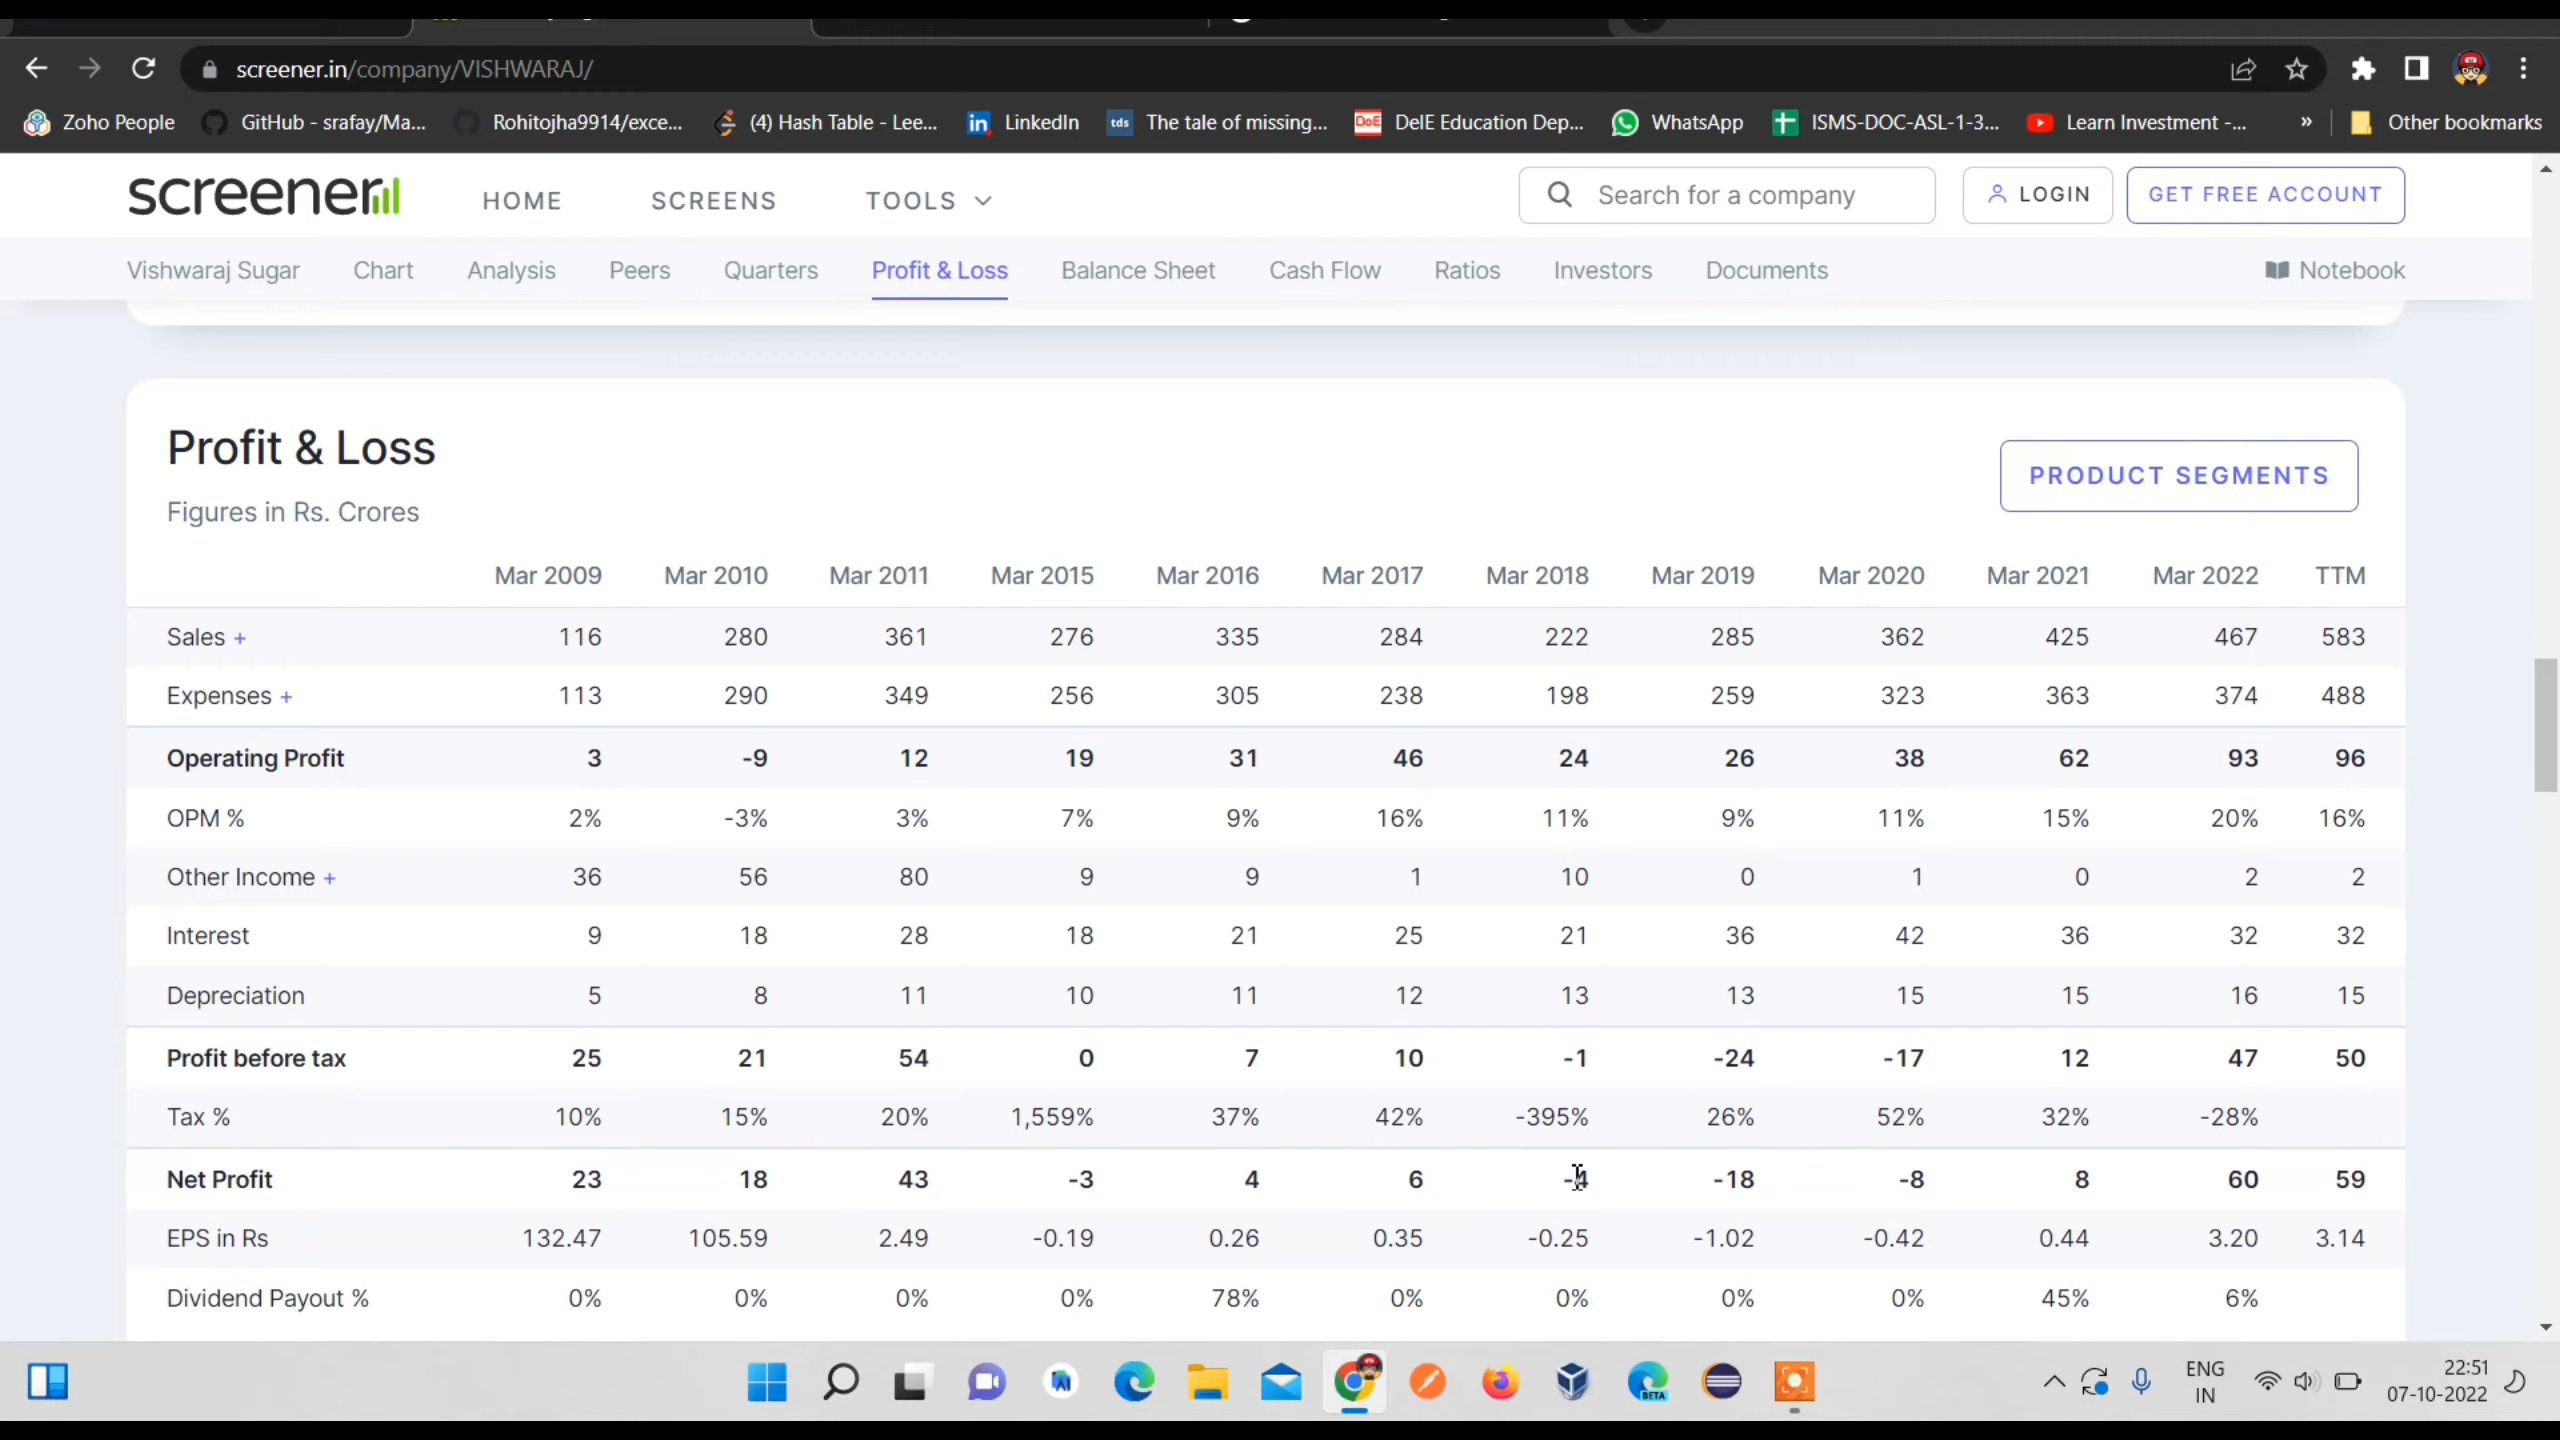 screener.in/company/VISHWARAJ/
Zoho People GitHub - srafay/Ma... Rohitojha9914/exce... (4) Hash Table - Lee... in LinkedIn tds The tale of missing... DoE DelE Education Dep... WhatsApp ISMS-DOC-ASL-1-3... Learn Investment -... » Other bookmarks
screener HOME SCREENS TOOLS Search for a company LOGIN GET FREE ACCOUNT
Vishwaraj Sugar Chart Analysis Peers Quarters Profit & Loss Balance Sheet Cash Flow Ratios Investors Documents Notebook
Profit & Loss
PRODUCT SEGMENTS
Figures in Rs. Crores
Mar 2009 Mar 2010 Mar 2011 Mar 2015 Mar 2016 Mar 2017 Mar 2018 Mar 2019 Mar 2020 Mar 2021 Mar 2022 TTM
Sales + 116 280 361 276 335 284 222 285 362 425 467 583
Expenses + 113 290 349 256 305 238 198 259 323 363 374 488
Operating Profit 3 -9 12 19 31 46 24 26 38 62 93 96
OPM % 2% -3% 3% 7% 9% 16% 11% 9% 11% 15% 20% 16%
Other Income + 36 56 80 9 9 1 10 0 1 0 2 2
Interest 9 18 28 18 21 25 21 36 42 36 32 32
Depreciation 5 8 11 10 11 12 13 13 15 15 16 15
Profit before tax 25 21 54 0 7 10 -1 -24 -17 12 47 50
Tax % 10% 15% 20% 1,559% 37% 42% -395% 26% 52% 32% -28%
Net Profit 23 18 43 -3 4 6 -4 -18 -8 8 60 59
EPS in Rs 132.47 105.59 2.49 -0.19 0.26 0.35 -0.25 -1.02 -0.42 0.44 3.20 3.14
Dividend Payout % 0% 0% 0% 0% 78% 0% 0% 0% 0% 45% 6%
BETA
ENG
IN
22:51
07-10-2022